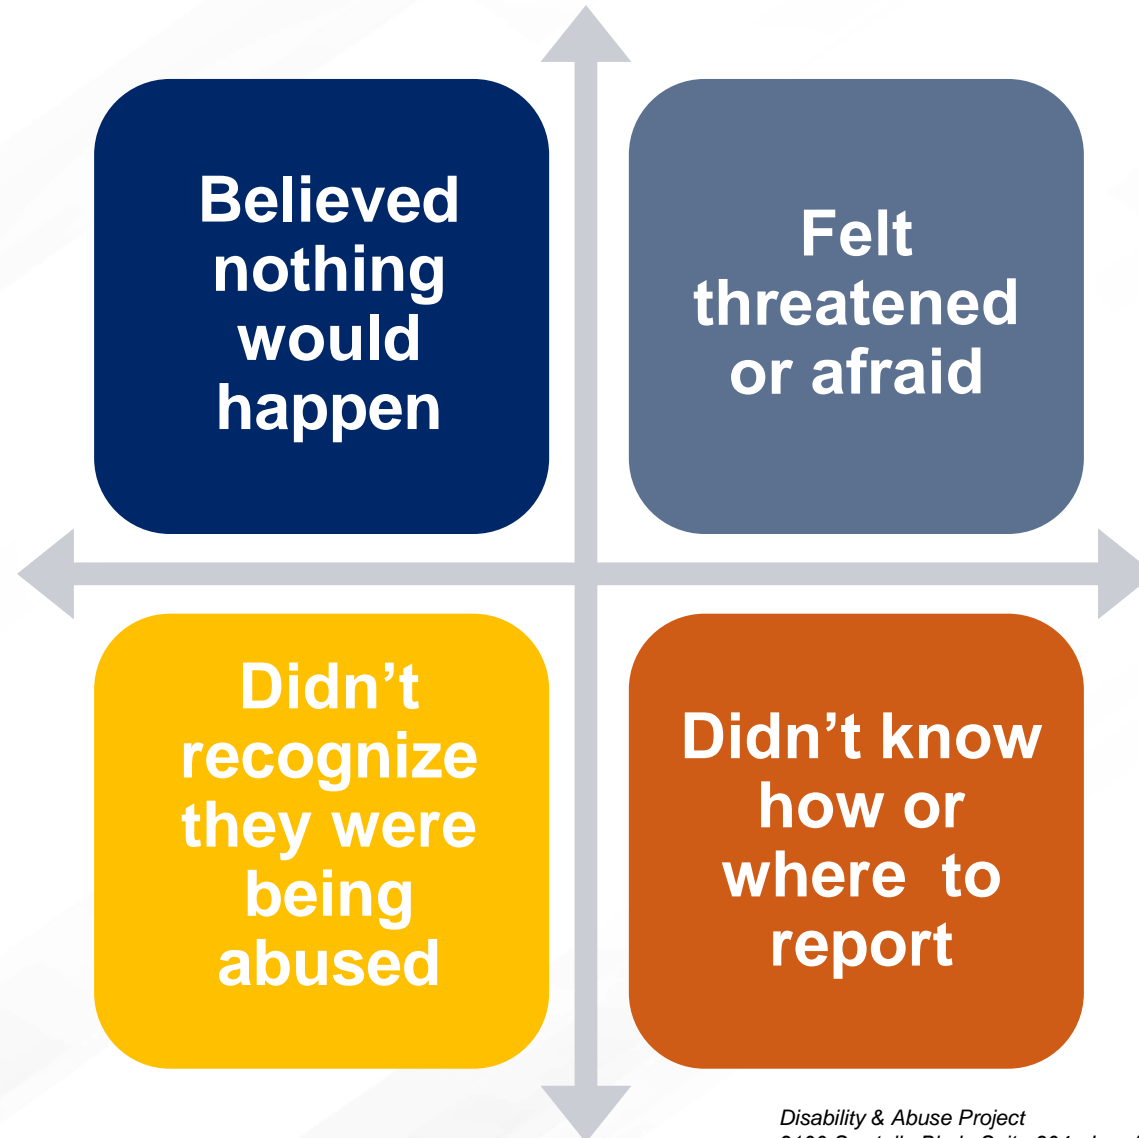 Believed
nothing
would
happen
Felt
threatened
or afraid
Didn’t
recognize
they were
being
abused
Didn’t know
how or
where  to
report
Disability & Abuse Project